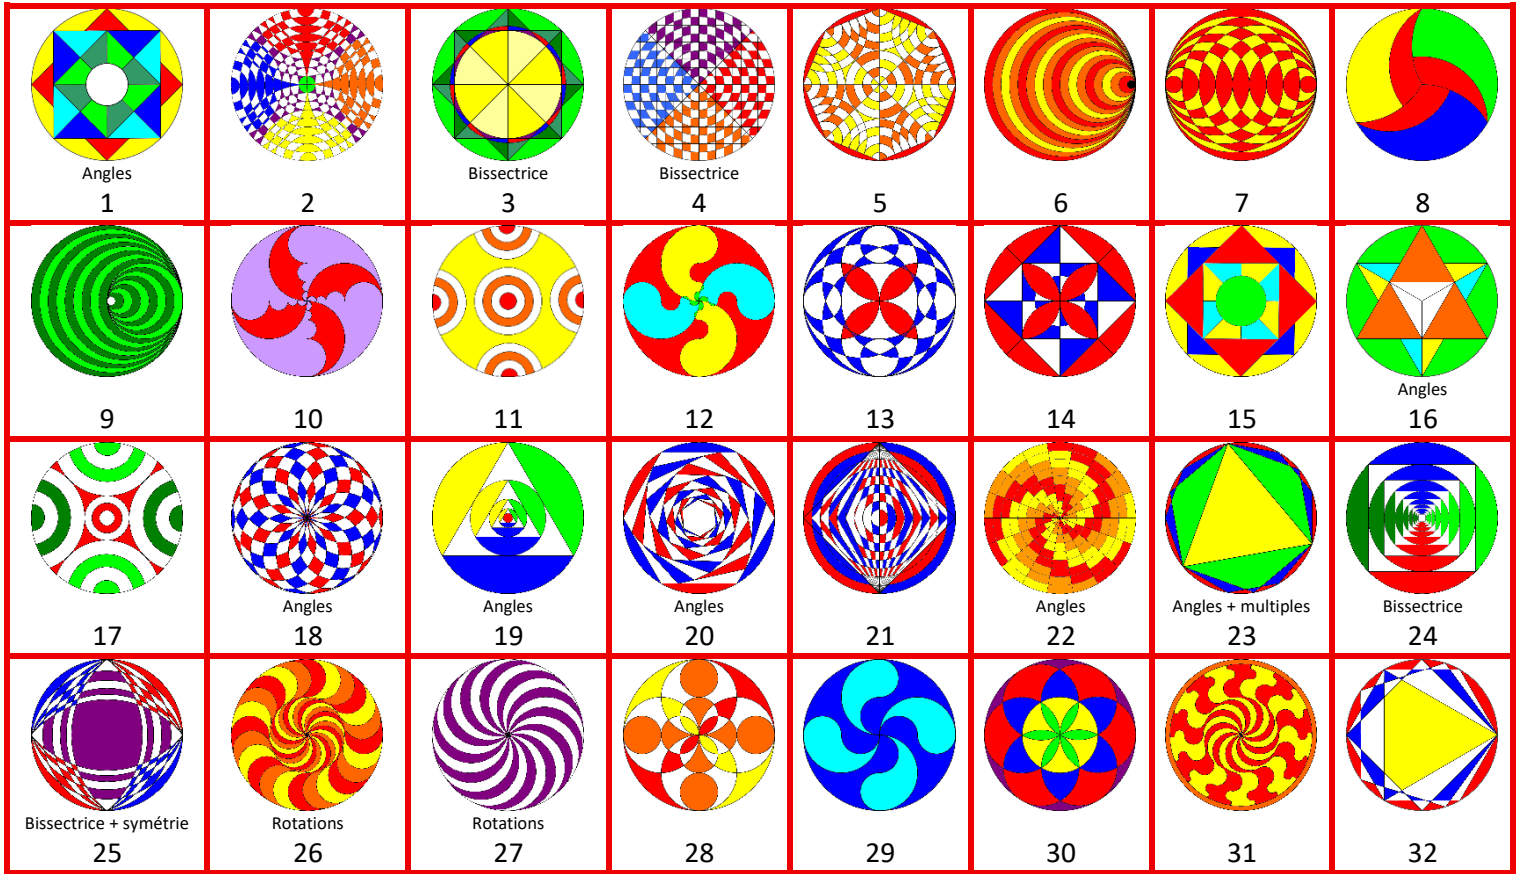 Angles
1
2
Bissectrice
3
Bissectrice
4
5
6
7
8
9
10
11
12
13
14
15
Angles
16
17
Angles
18
Angles
19
Angles
20
21
Angles
22
Angles + multiples
23
Bissectrice
24
Bissectrice + symétrie
25
Rotations
26
Rotations
27
28
29
30
31
32